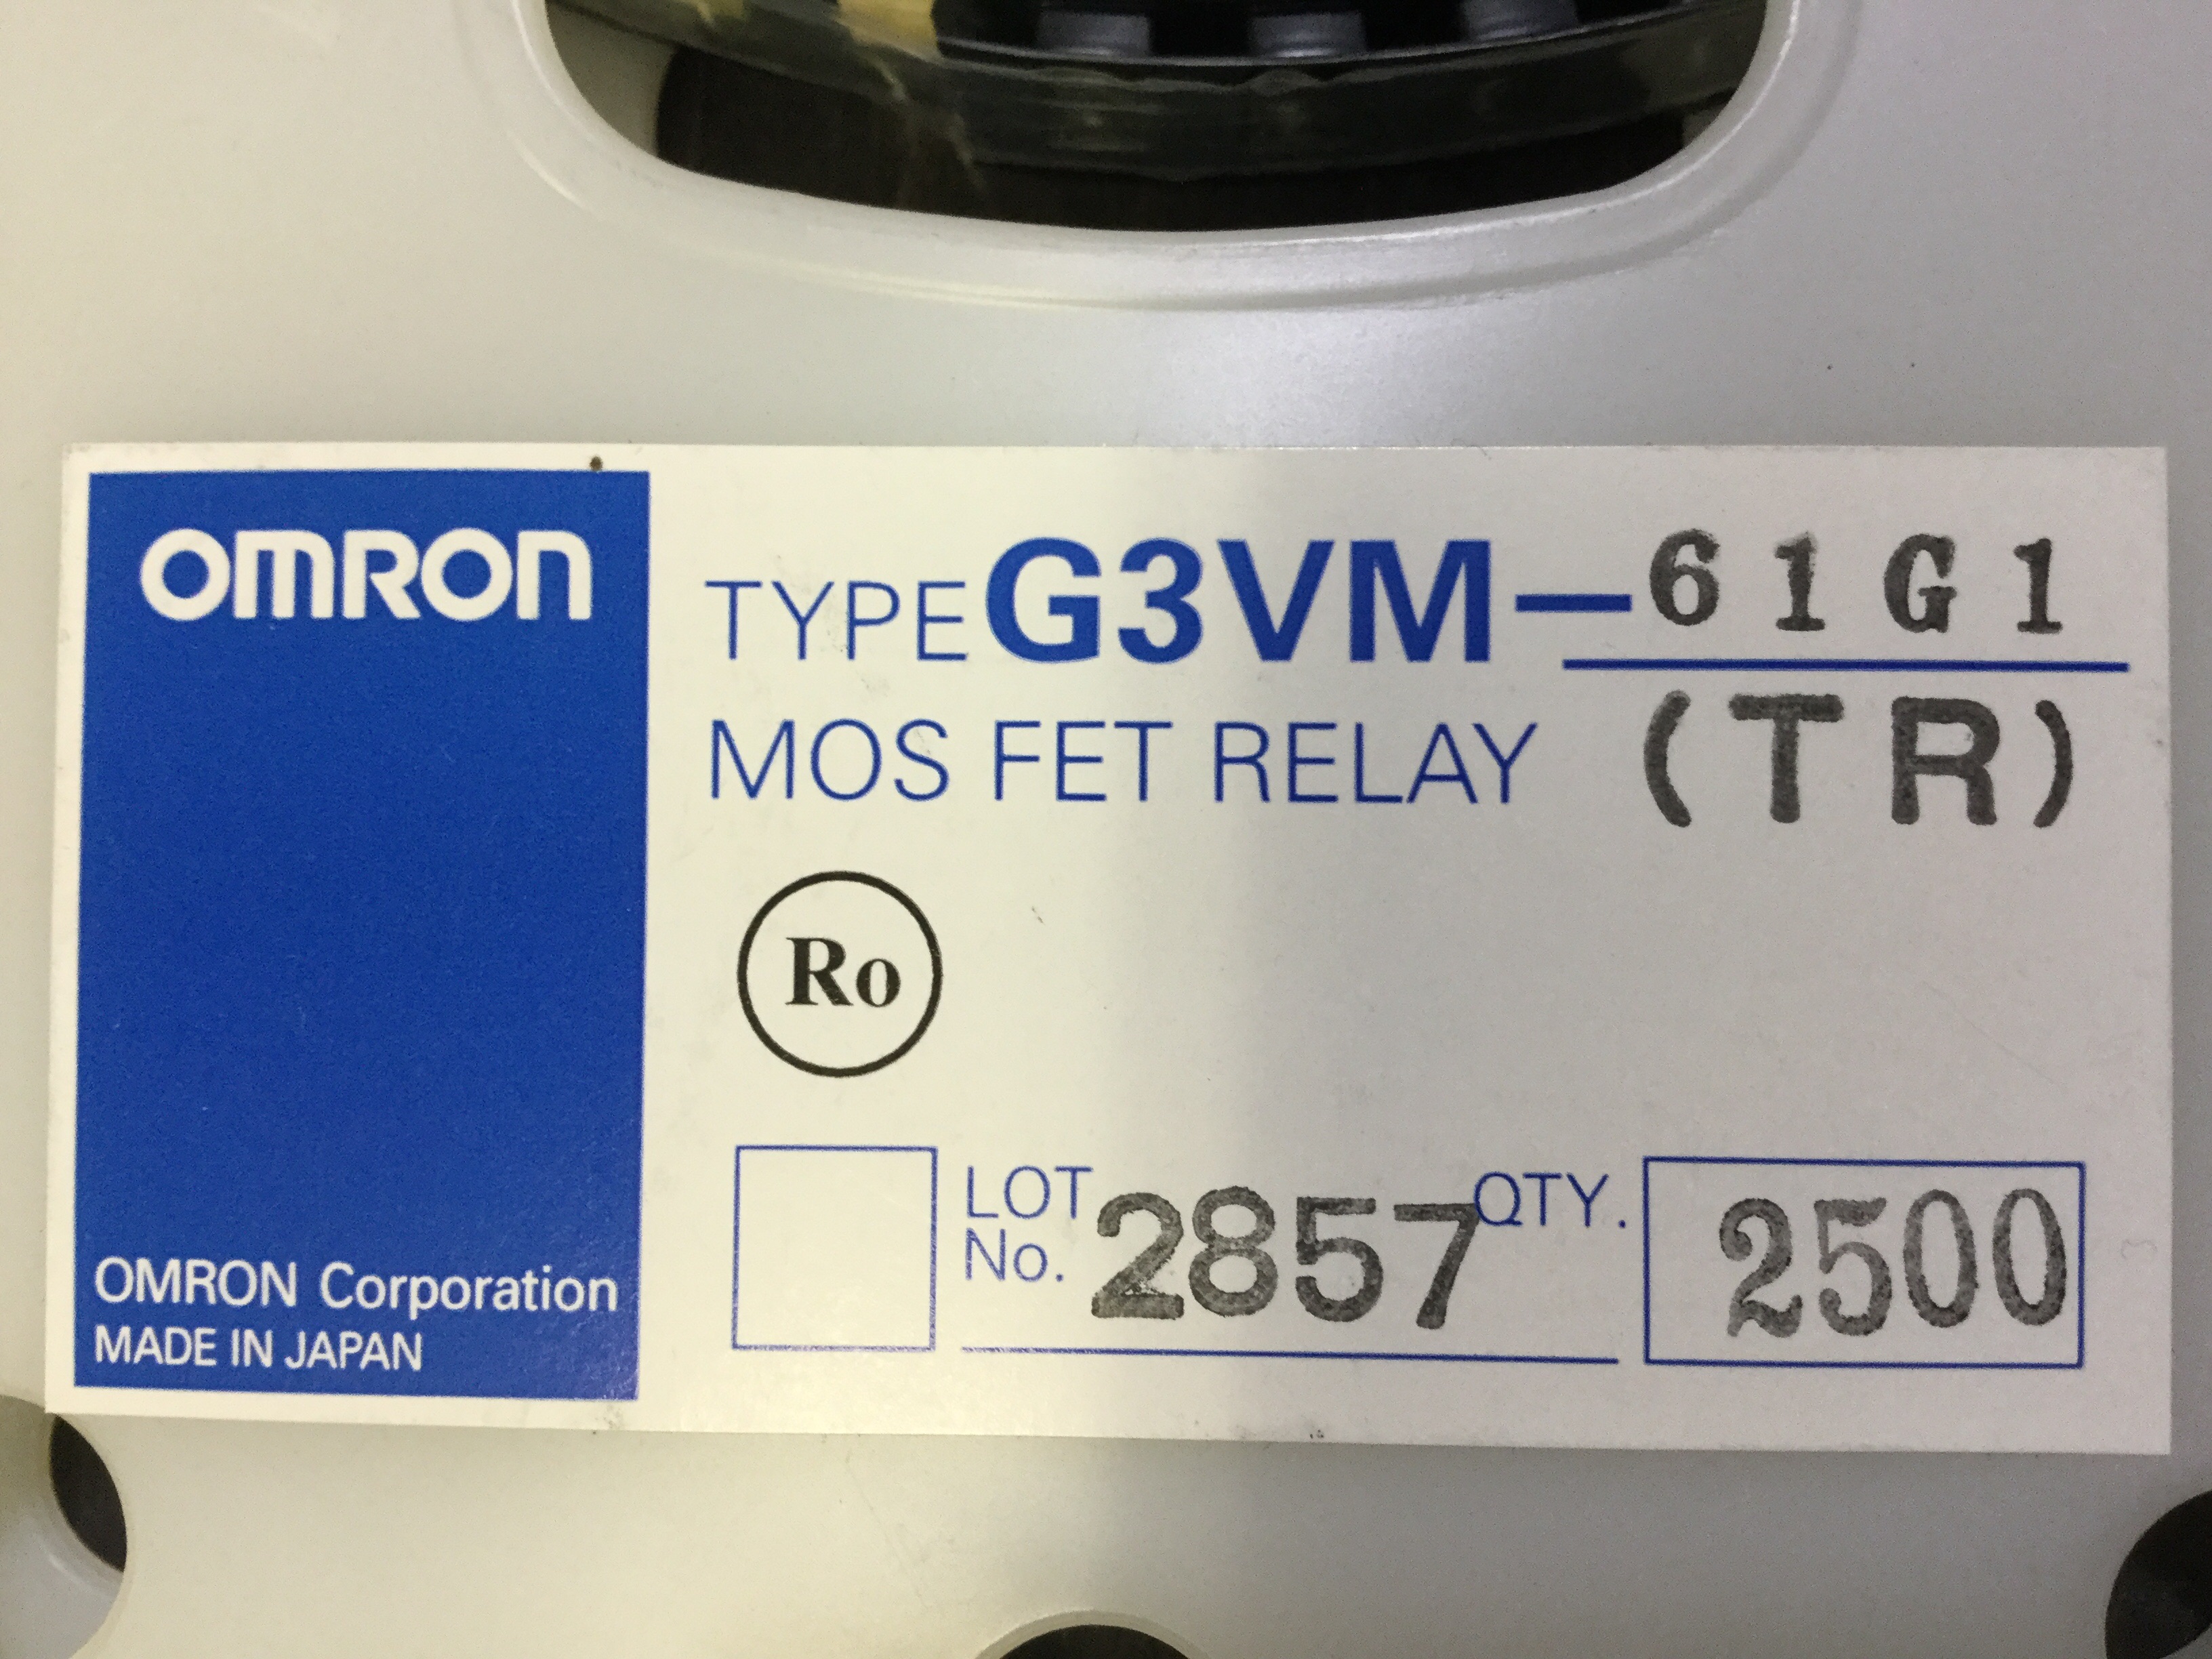 OMRON
TYPE G3VM-61G1
MOS FET RELAY (TR)
Ro
LOT No. 2857 QTY. 2500
OMRON Corporation
MADE IN JAPAN